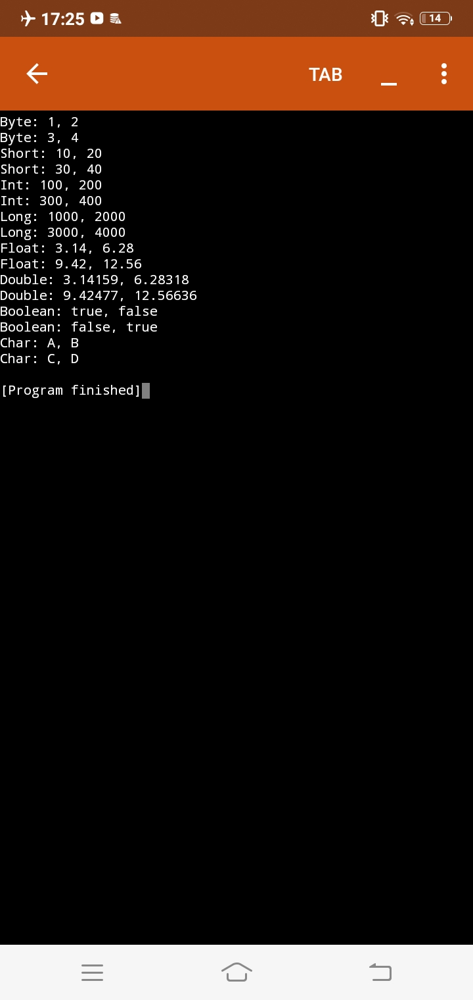 17:25
14
TAB
Byte: 1, 2
Byte: 3, 4
Short: 10, 20
Short: 30, 40
Int: 100, 200
Int: 300, 400
Long: 1000, 2000
Long: 3000, 4000
Float: 3.14, 6.28
Float: 9.42, 12.56
Double: 3.14159, 6.28318
Double: 9.42477, 12.56636
Boolean: true, false
Boolean: false, true
Char: A, B
Char: C, D
[Program finished]